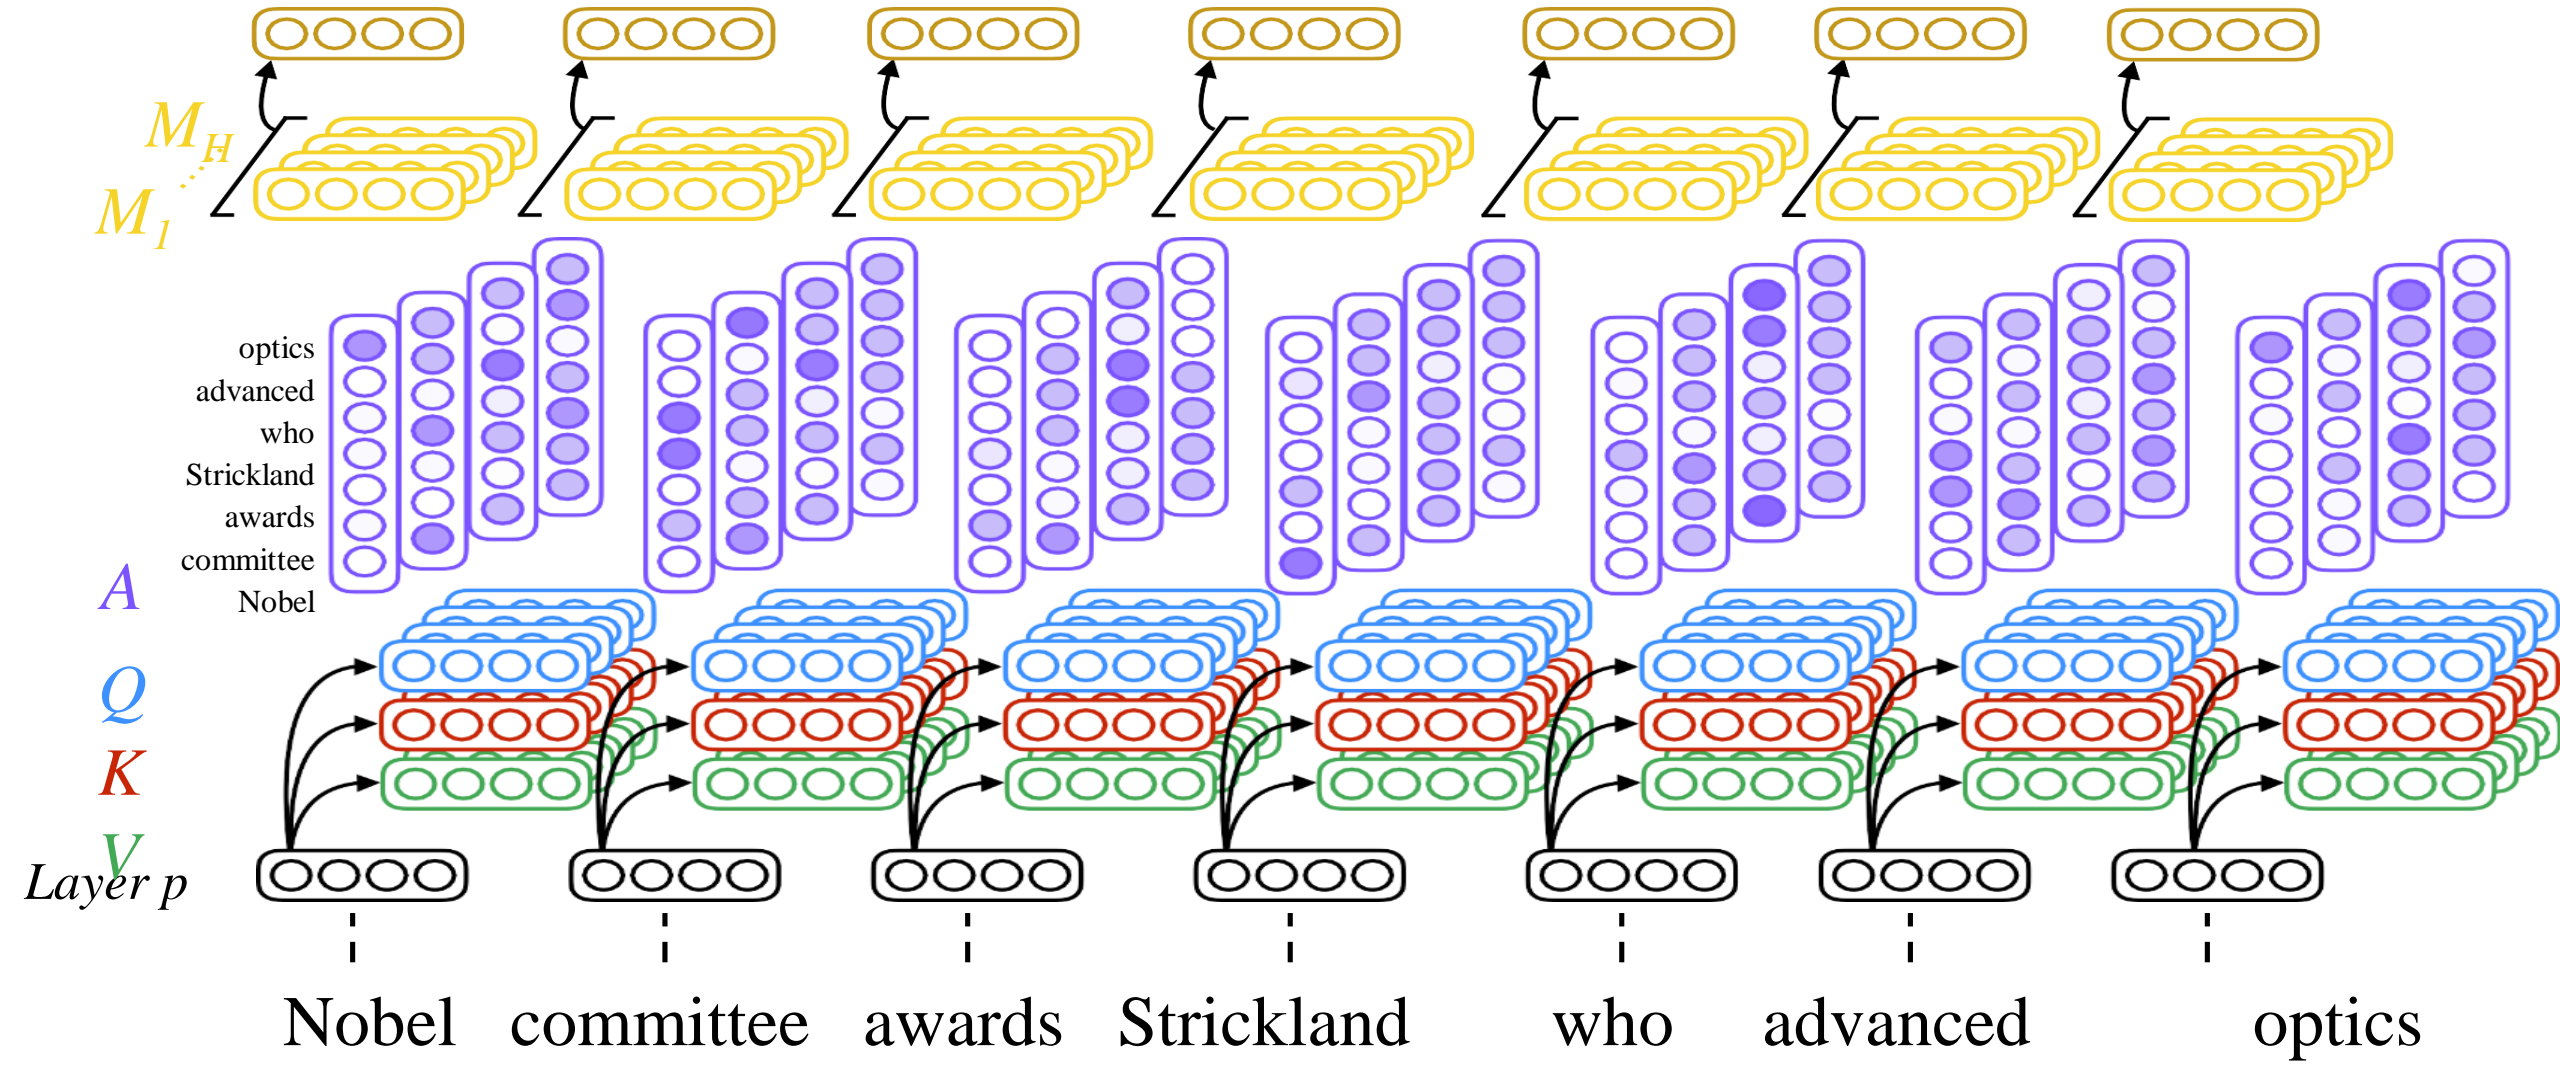 M_H
M_1
optics
advanced
who
Strickland
awards
committee
Nobel
A
Q
K
V
Layer p
Nobel committee awards Strickland who advanced optics